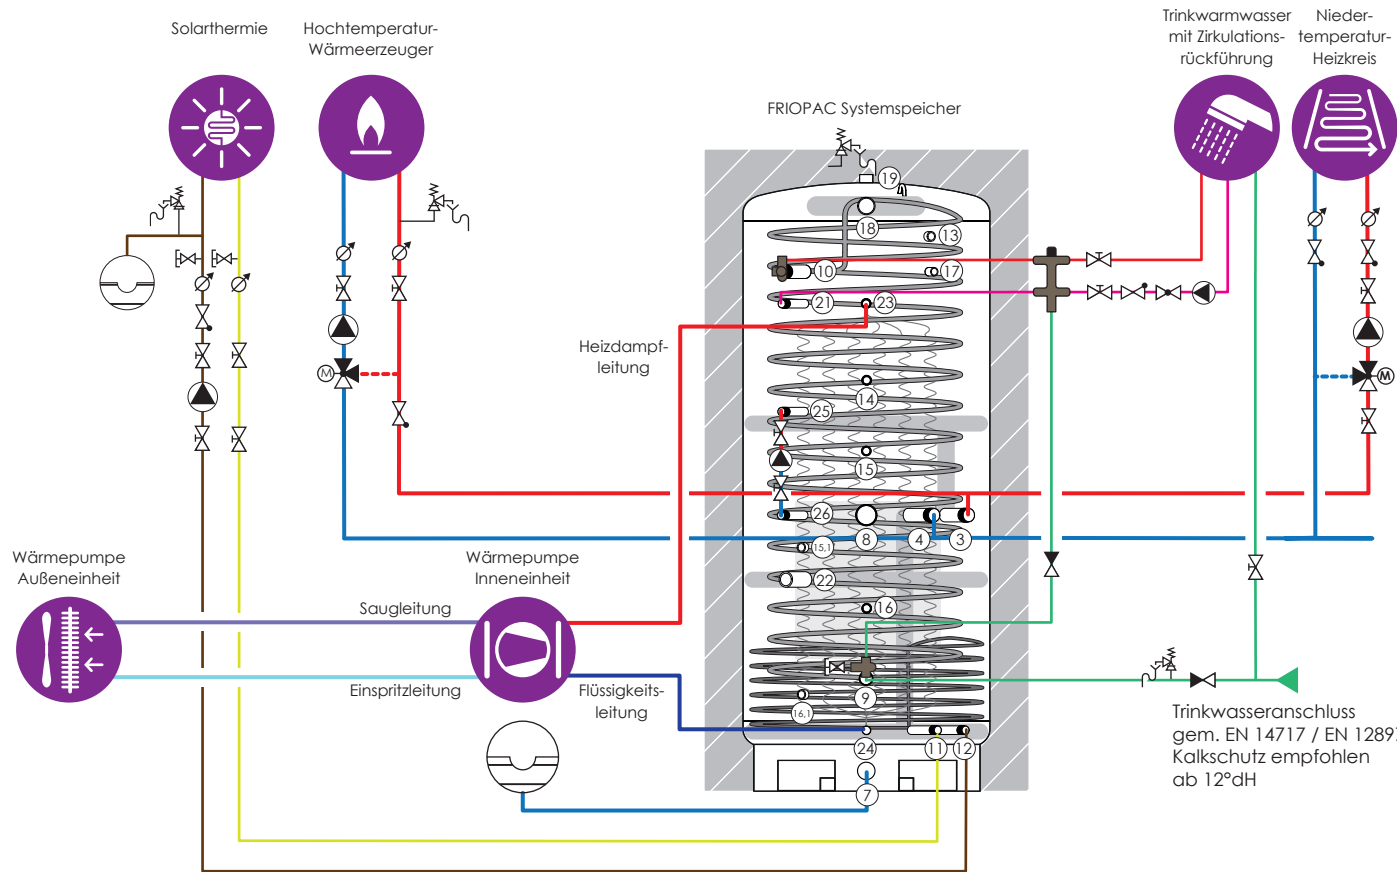 Solarthermie
Hochtemperatur-
Wärmeerzeuger
Trinkwarmwasser
mit Zirkulations-
rückführung
Nieder-
temperatur-
Heizkreis
FRIOPAC Systemspeicher
19
18
13
10
17
21
23
Heizdampf-
leitung
14
M
M
25
15
26
8
4
3
15,1
22
16
Wärmepumpe
Außeneinheit
Wärmepumpe
Inneneinheit
Saugleitung
Einspritzleitung
Flüssigkeits-
leitung
9
16,1
24
11
12
7
Trinkwasseranschluss
gem. EN 14717 / EN 1289
Kalkschutz empfohlen
ab 12°dH